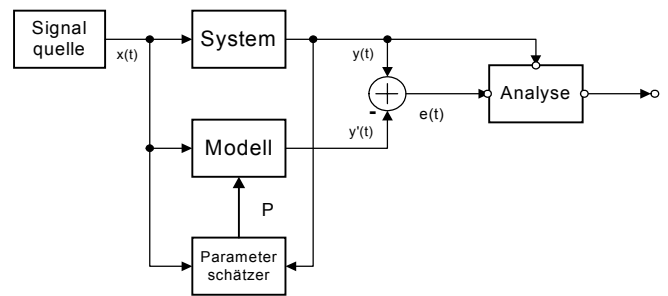 Signal
quelle
x(t)
System
y(t)
-
y'(t)
e(t)
Analyse
Modell
P
Parameter
schätzer